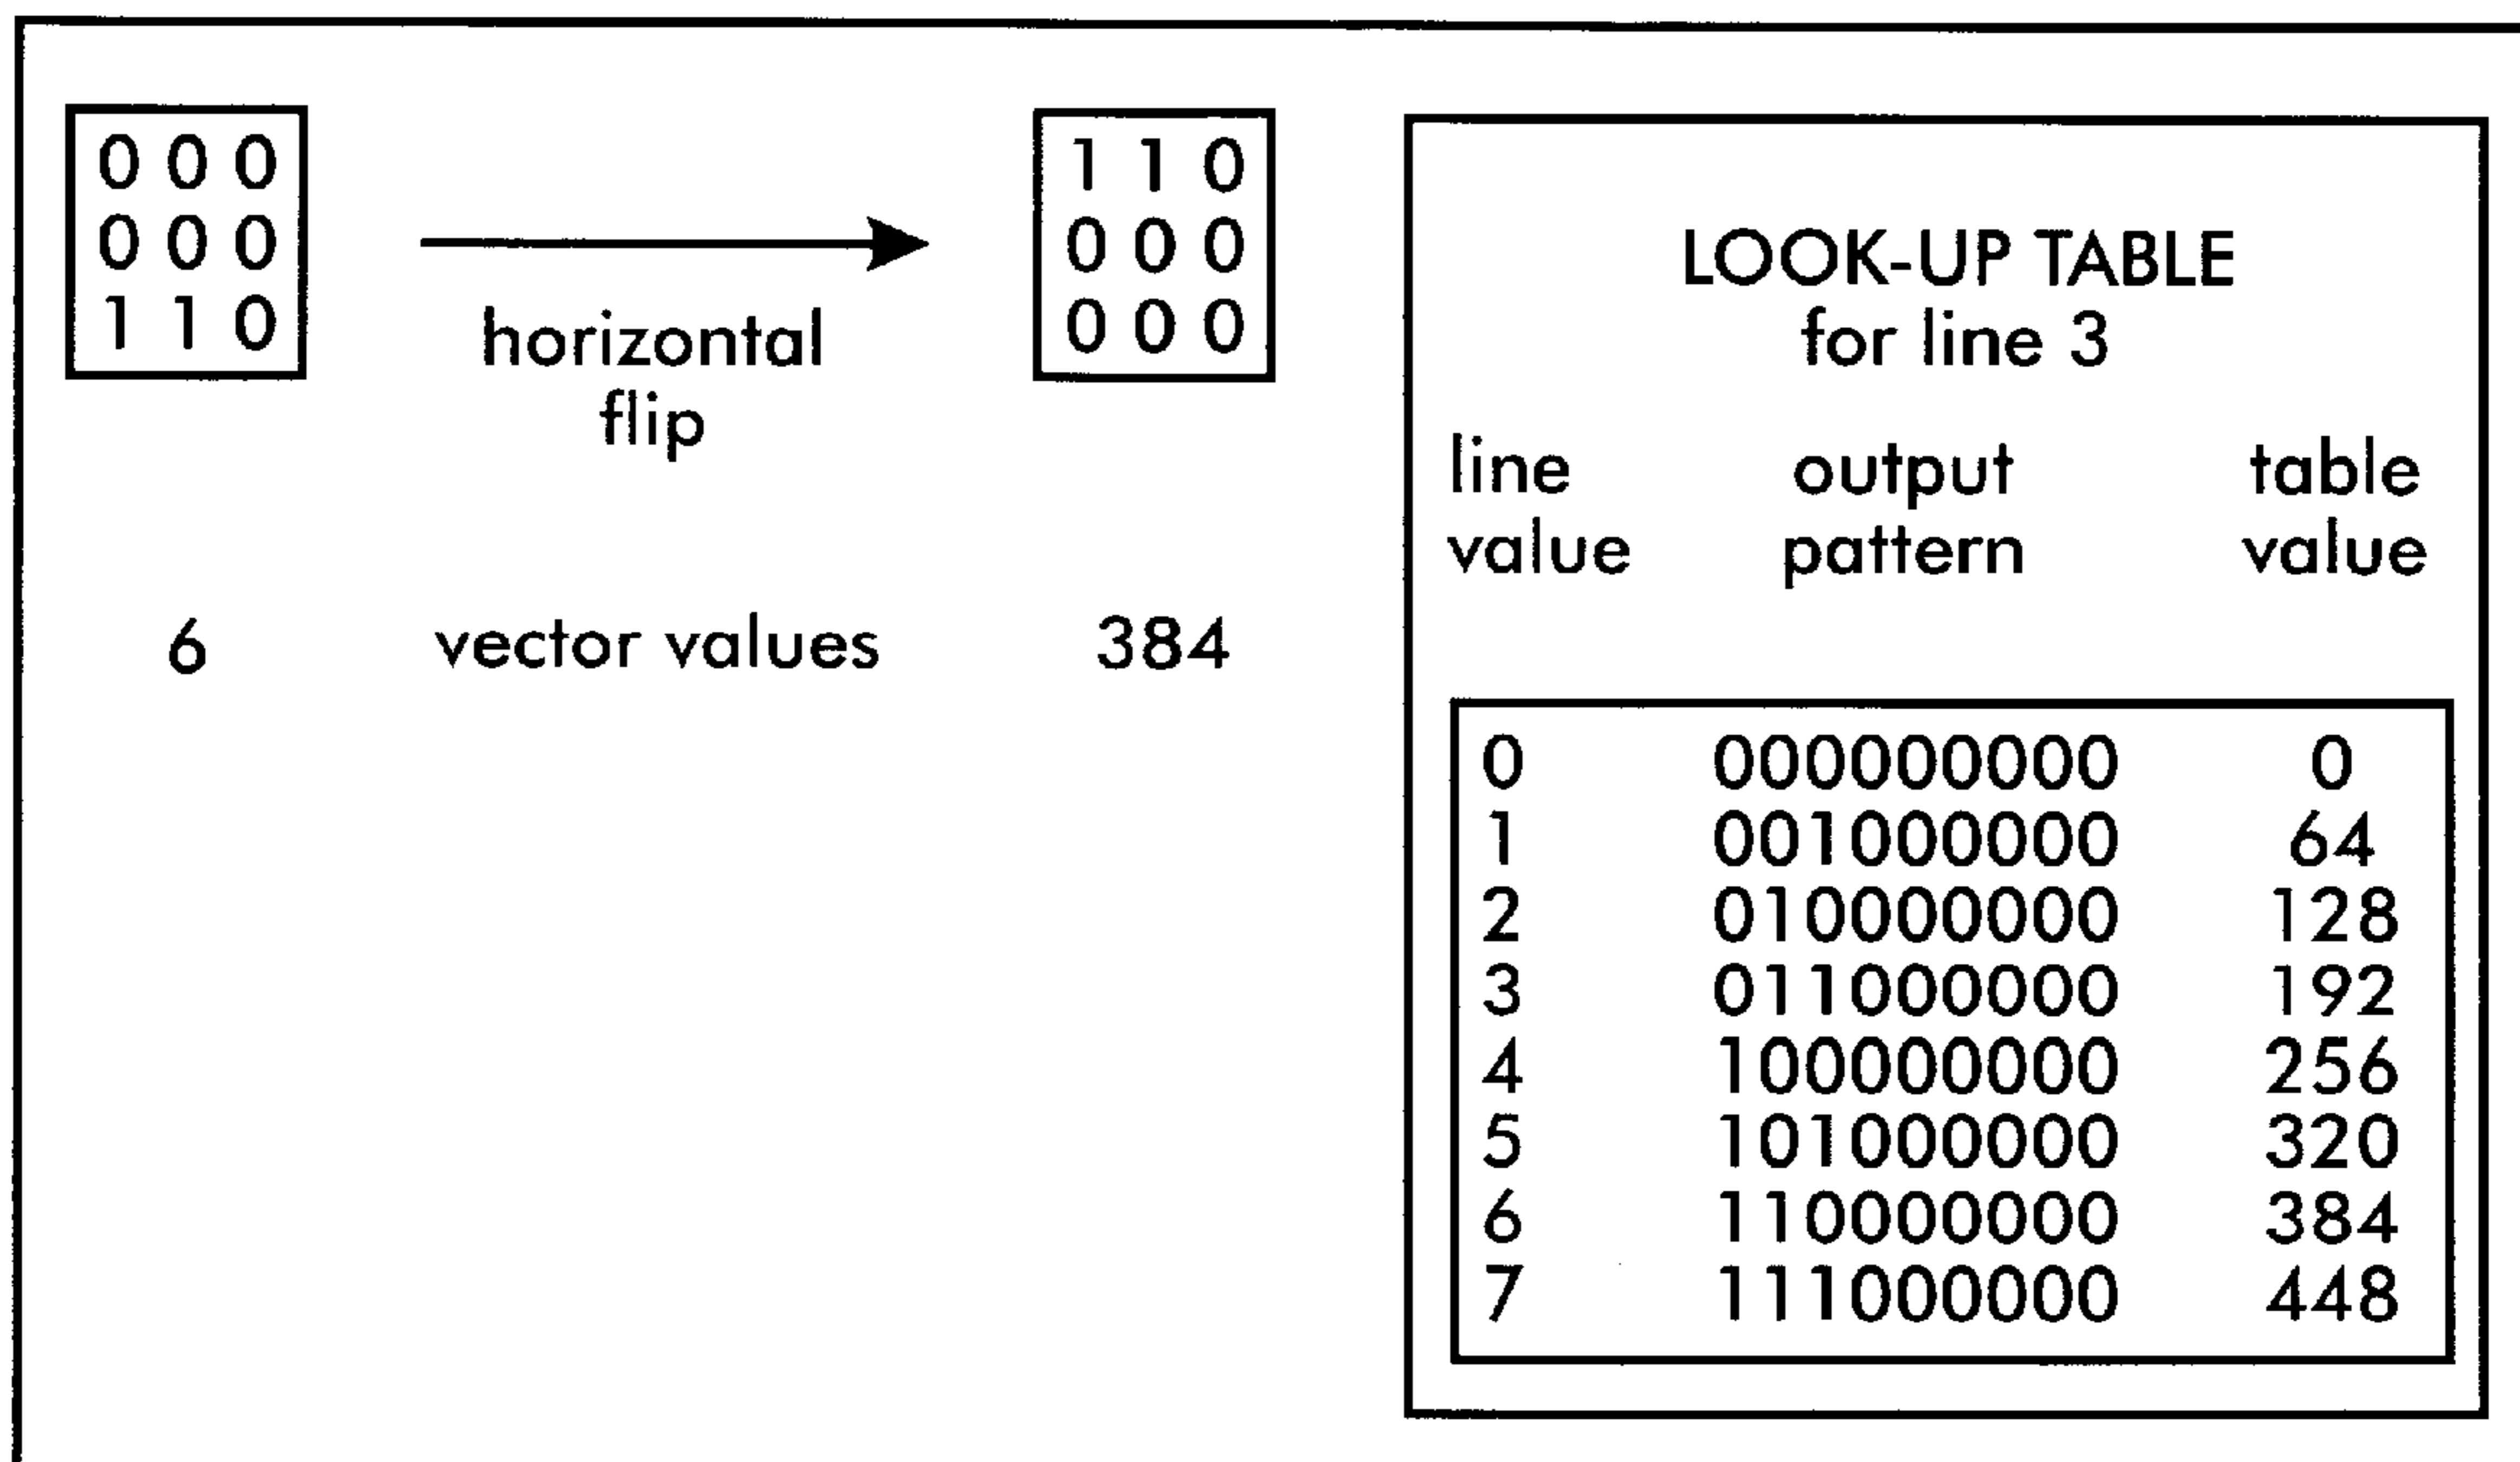 0 0 0
0 0 0
1 1 0
horizontal
flip
1 1 0
0 0 0
0 0 0
6 vector values 384
LOOK-UP TABLE
for line 3
line output table
value pattern value
0 000000000 0
1 001000000 64
2 010000000 128
3 011000000 192
4 100000000 256
5 101000000 320
6 110000000 384
7 111000000 448